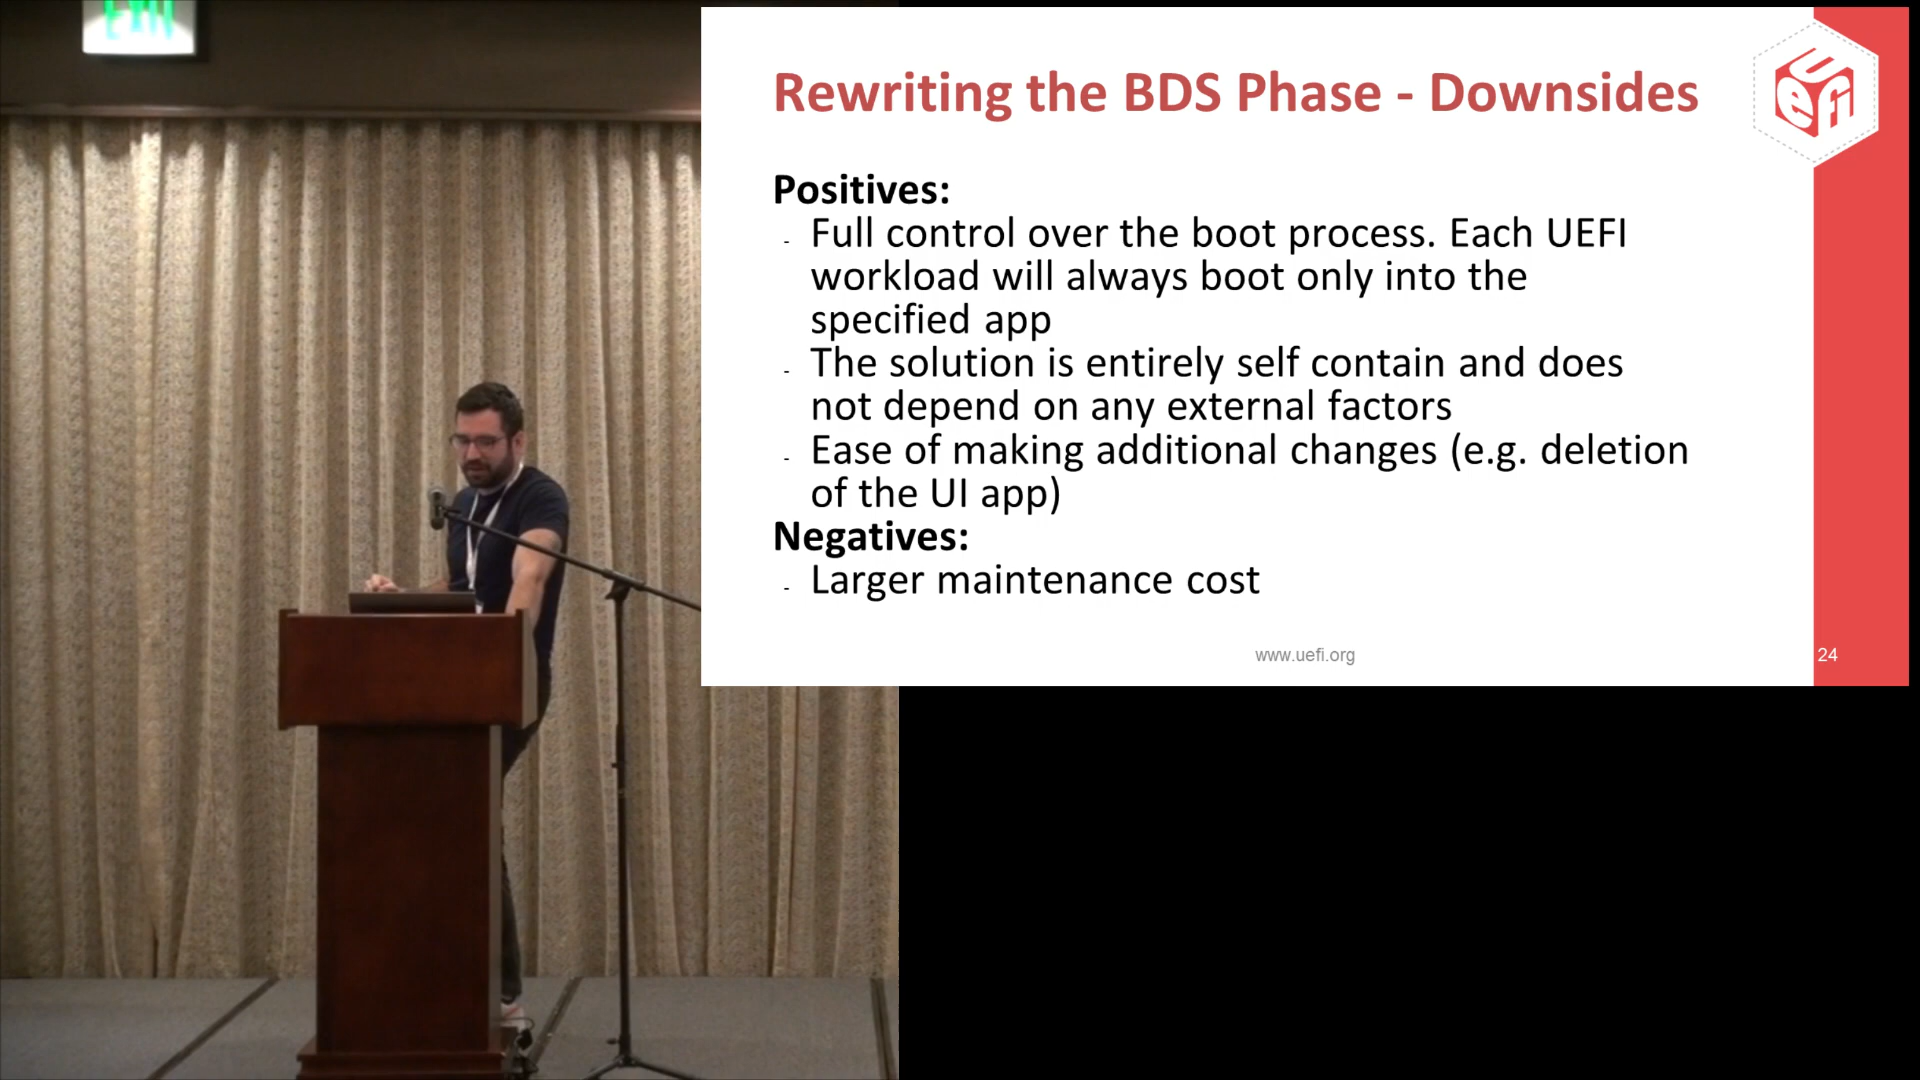 EXIT
Rewriting the BDS Phase - Downsides
uefi
Positives:
- Full control over the boot process. Each UEFI
workload will always boot only into the
specified app
- The solution is entirely self contain and does
not depend on any external factors
- Ease of making additional changes (e.g. deletion
of the UI app)
Negatives:
- Larger maintenance cost
www.uefi.org
24